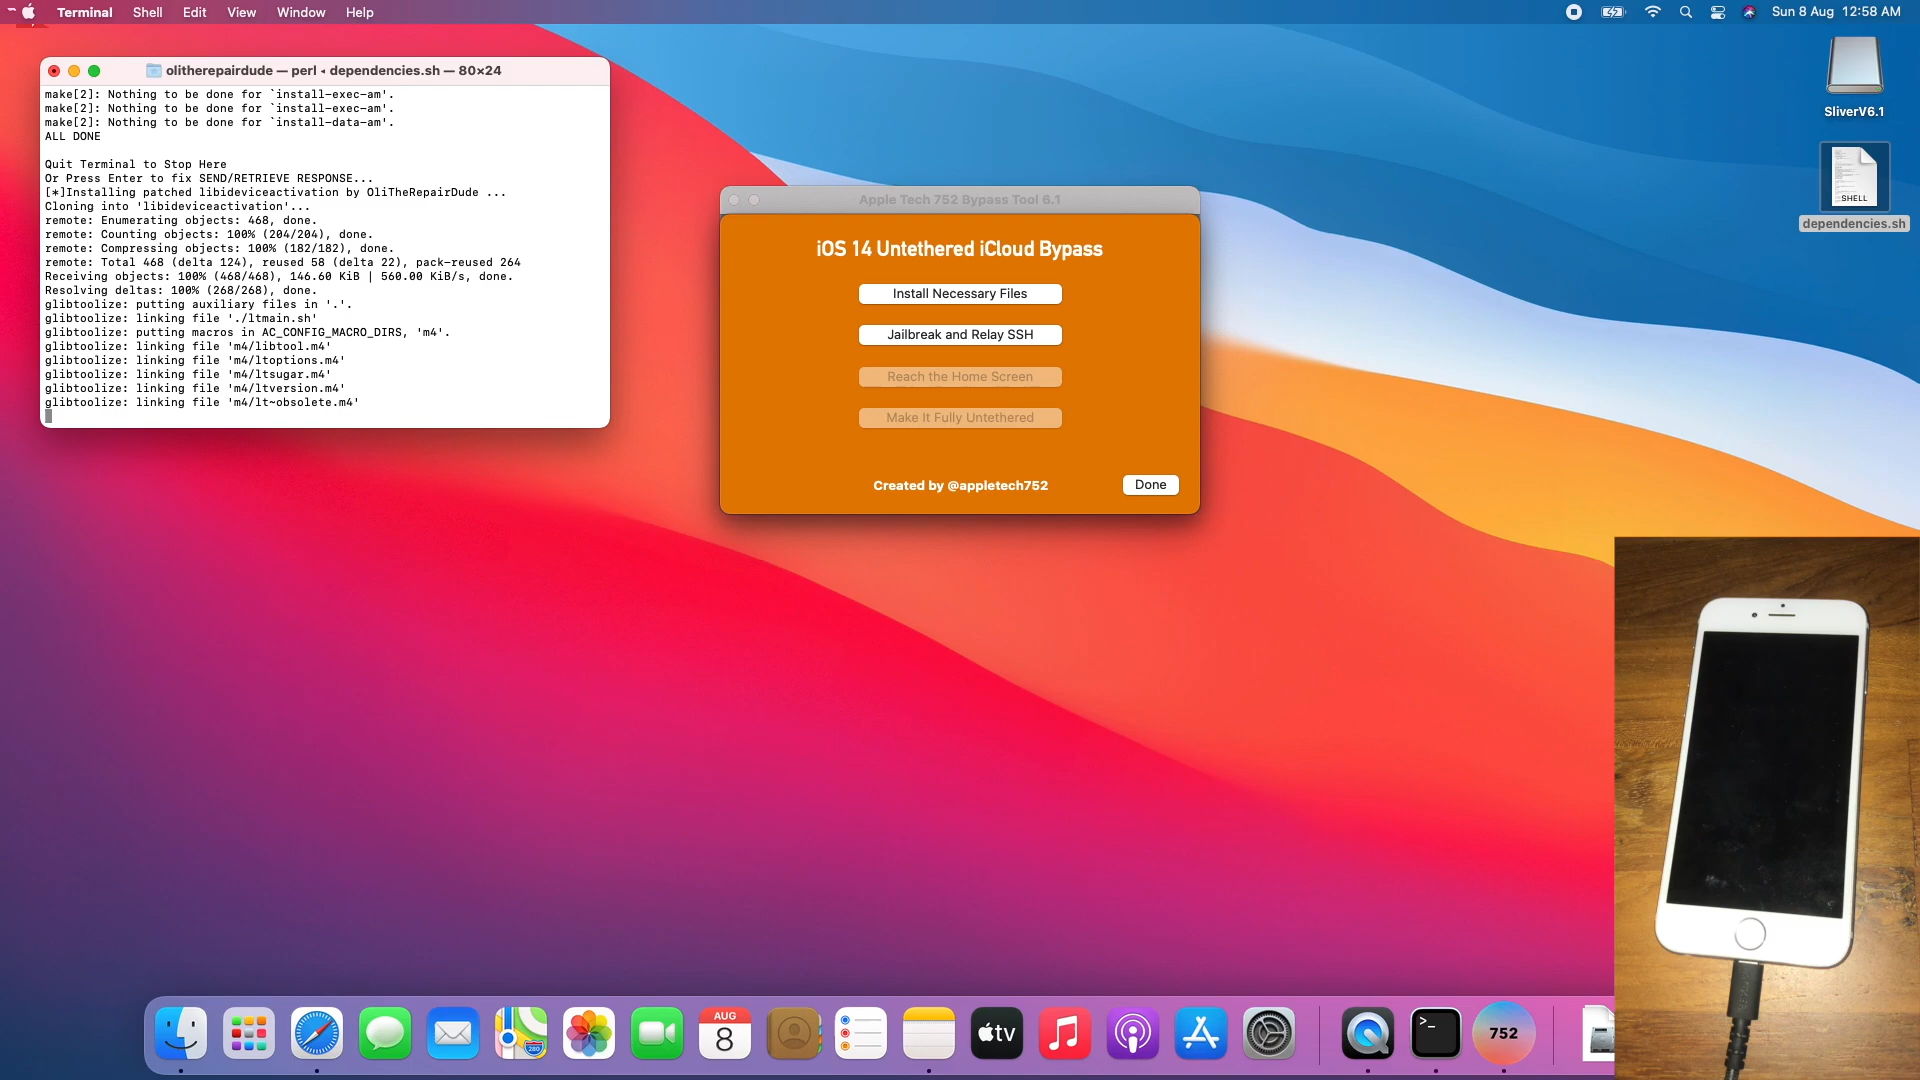 Terminal Shell Edit View Window Help
Sun 8 Aug 12:58 AM
olitherepairdude — perl ◂ dependencies.sh — 80×24
make[2]: Nothing to be done for `install-exec-am'.
make[2]: Nothing to be done for `install-exec-am'.
make[2]: Nothing to be done for `install-data-am'.
ALL DONE
Quit Terminal to Stop Here
Or Press Enter to fix SEND/RETRIEVE RESPONSE...
[*]Installing patched libideviceactivation by OliTheRepairDude ...
Cloning into 'libideviceactivation'...
remote: Enumerating objects: 468, done.
remote: Counting objects: 100% (204/204), done.
remote: Compressing objects: 100% (182/182), done.
remote: Total 468 (delta 124), reused 58 (delta 22), pack-reused 264
Receiving objects: 100% (468/468), 146.60 KiB | 560.00 KiB/s, done.
Resolving deltas: 100% (268/268), done.
glibtoolize: putting auxiliary files in '.'.
glibtoolize: linking file './ltmain.sh'
glibtoolize: putting macros in AC_CONFIG_MACRO_DIRS, 'm4'.
glibtoolize: linking file 'm4/libtool.m4'
glibtoolize: linking file 'm4/ltoptions.m4'
glibtoolize: linking file 'm4/ltsugar.m4'
glibtoolize: linking file 'm4/ltversion.m4'
glibtoolize: linking file 'm4/lt~obsolete.m4'
Apple Tech 752 Bypass Tool 6.1
iOS 14 Untethered iCloud Bypass
Install Necessary Files
Jailbreak and Relay SSH
Reach the Home Screen
Make It Fully Untethered
Created by @appletech752
Done
SliverV6.1
SHELL
dependencies.sh
280
AUG
8
tv
>_
752